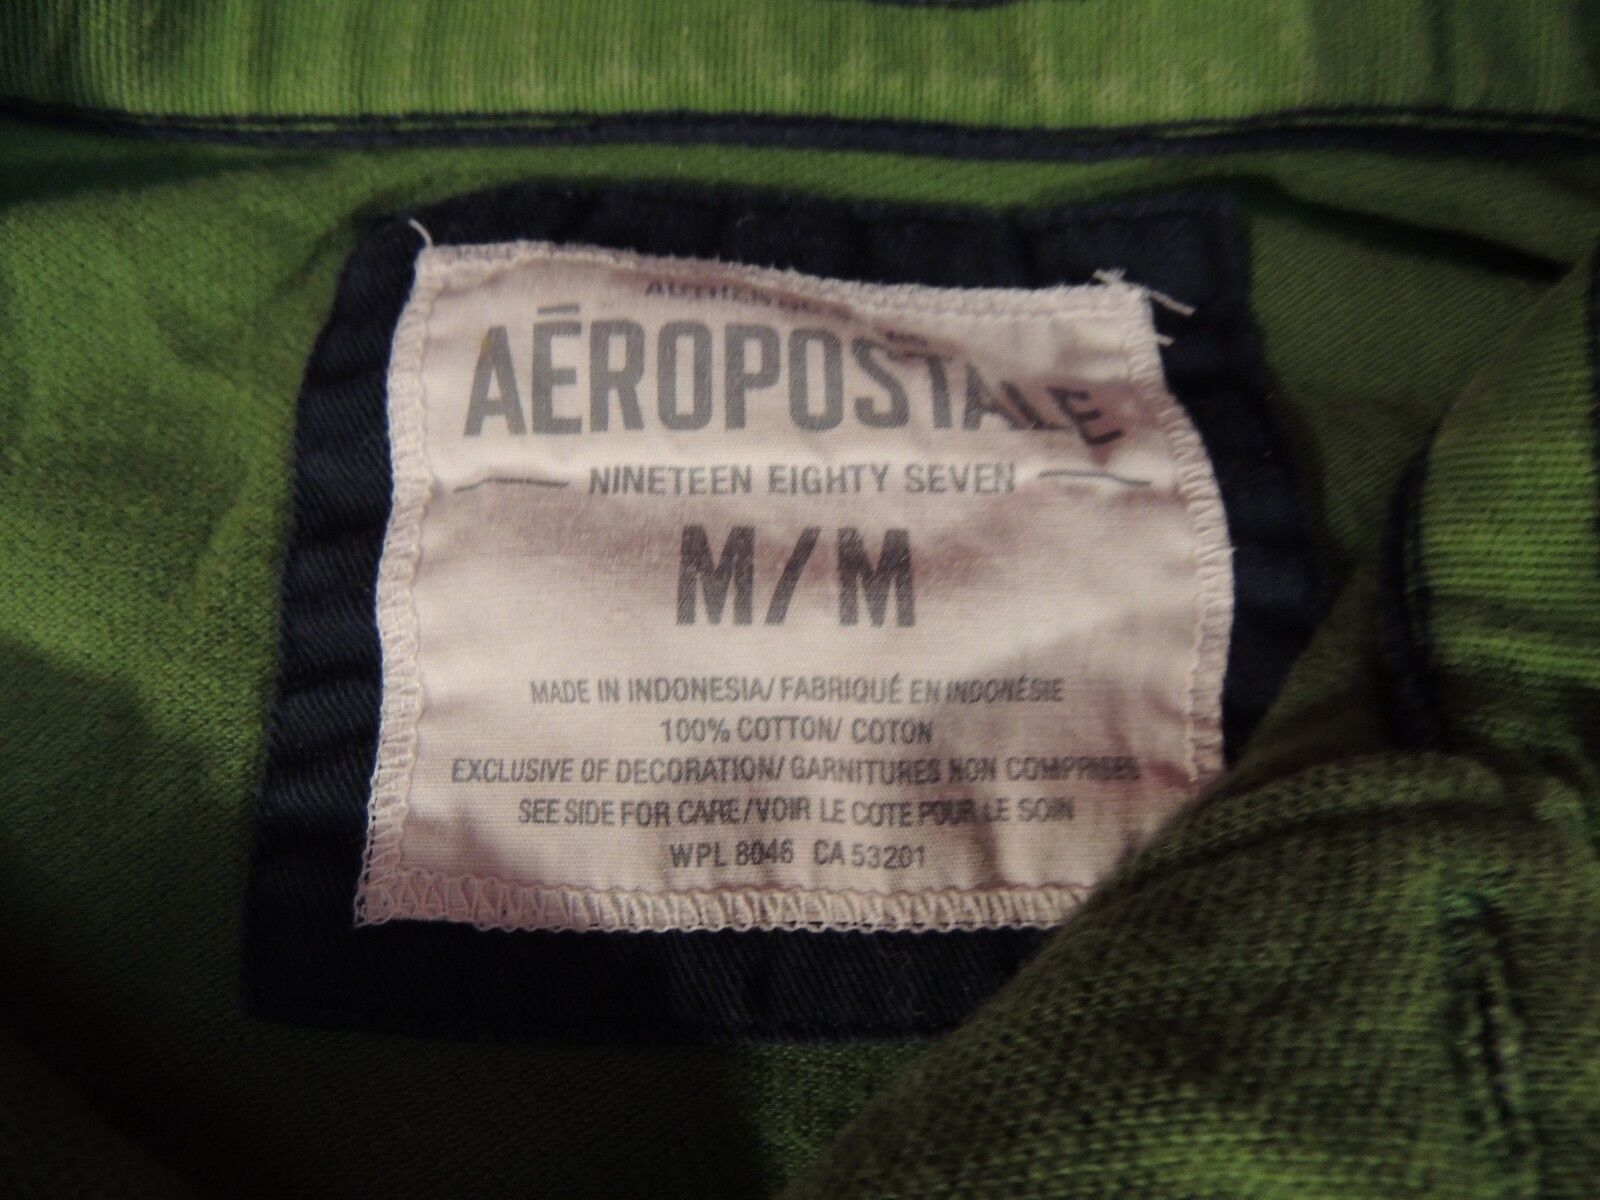 AÉROPOSTALE
NINETEEN EIGHTY SEVEN
M/M
MADE IN INDONESIA/ FABRIQUÉ EN INDONÉSIE
100% COTTON/ COTON
EXCLUSIVE OF DECORATION/ GARNITURES NON COMPRISES
SEE SIDE FOR CARE/VOIR LE COTE POUR LE SOIN
WPL 8046 CA 53201